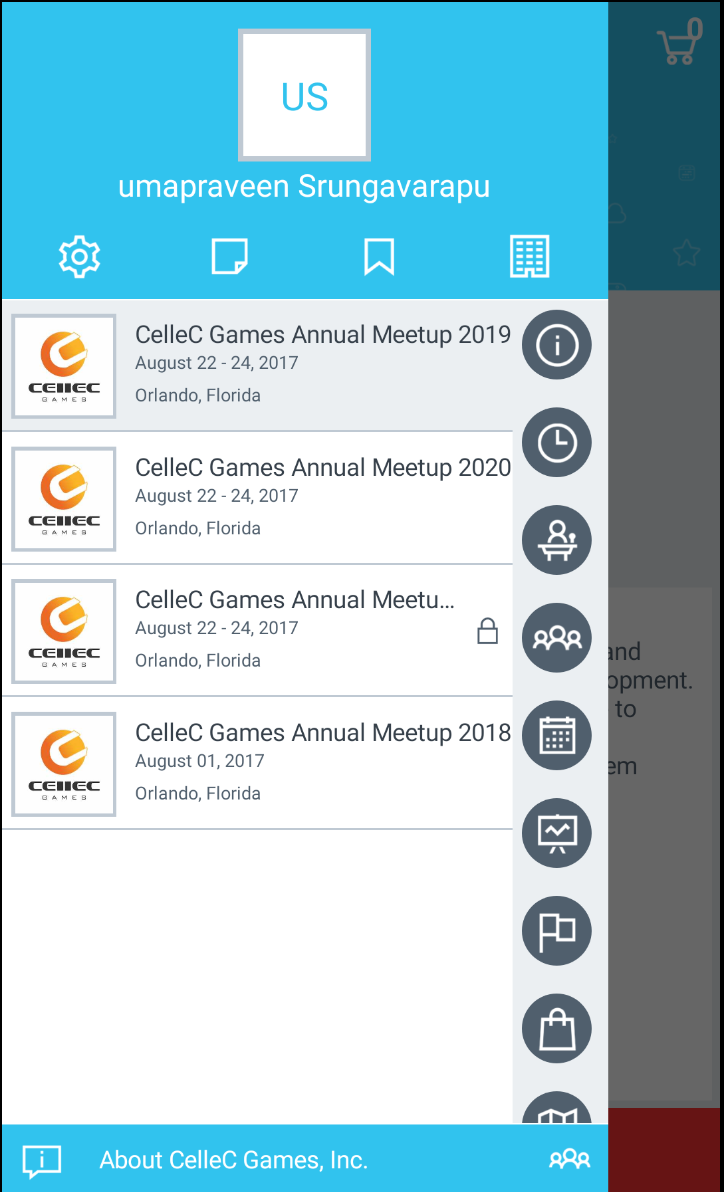 0
US
umapraveen Srungavarapu
CelleC Games Annual Meetup 2019
August 22 - 24, 2017
Orlando, Florida
CELLEC
GAMES
CelleC Games Annual Meetup 2020
August 22 - 24, 2017
Orlando, Florida
CELLEC
GAMES
CelleC Games Annual Meetu...
August 22 - 24, 2017
Orlando, Florida
CELLEC
GAMES
CelleC Games Annual Meetup 2018
August 01, 2017
Orlando, Florida
CELLEC
GAMES
and
opment.
to
em
About CelleC Games, Inc.